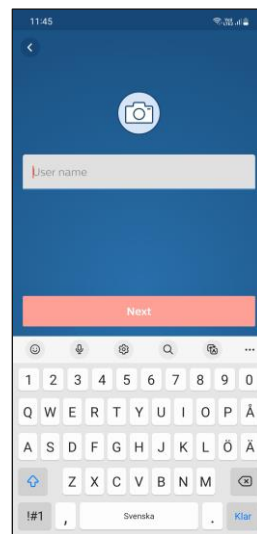 11:45
User name
Next
1 2 3 4 5 6 7 8 9 0
Q W E R T Y U I O P Å
A S D F G H J K L Ö Ä
Z X C V B N M
!#1 , Svenska . Klar